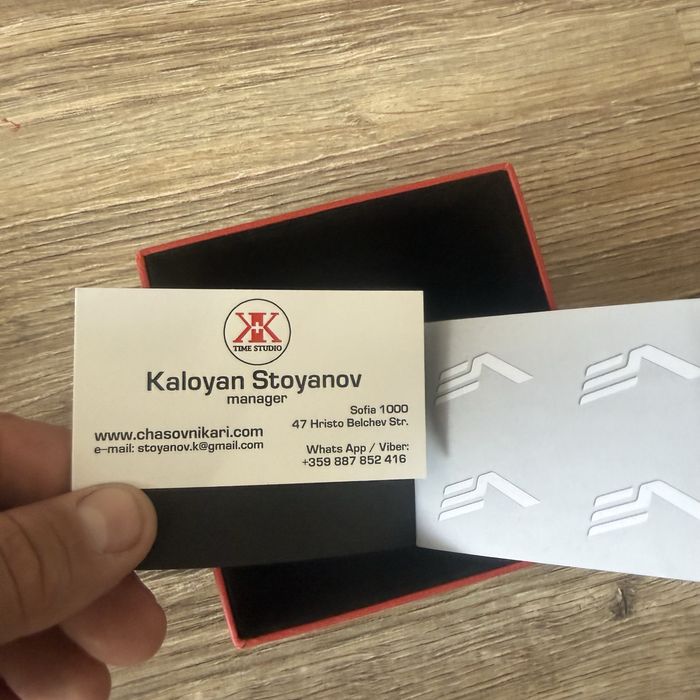 K+K
TIME STUDIO
Kaloyan Stoyanov
manager
Sofia 1000
47 Hristo Belchev Str.
www.chasovnikari.com
e-mail: stoyanov.k@gmail.com
Whats App / Viber:
+359 887 852 416